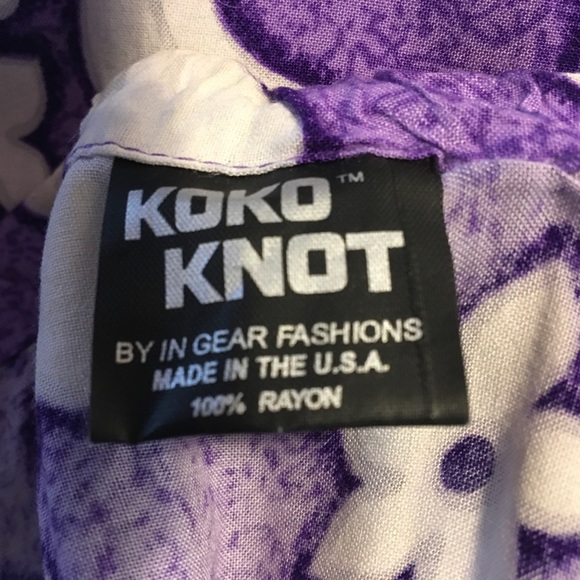 KOKO™
KNOT
BY IN GEAR FASHIONS
MADE IN THE U.S.A.
100% RAYON